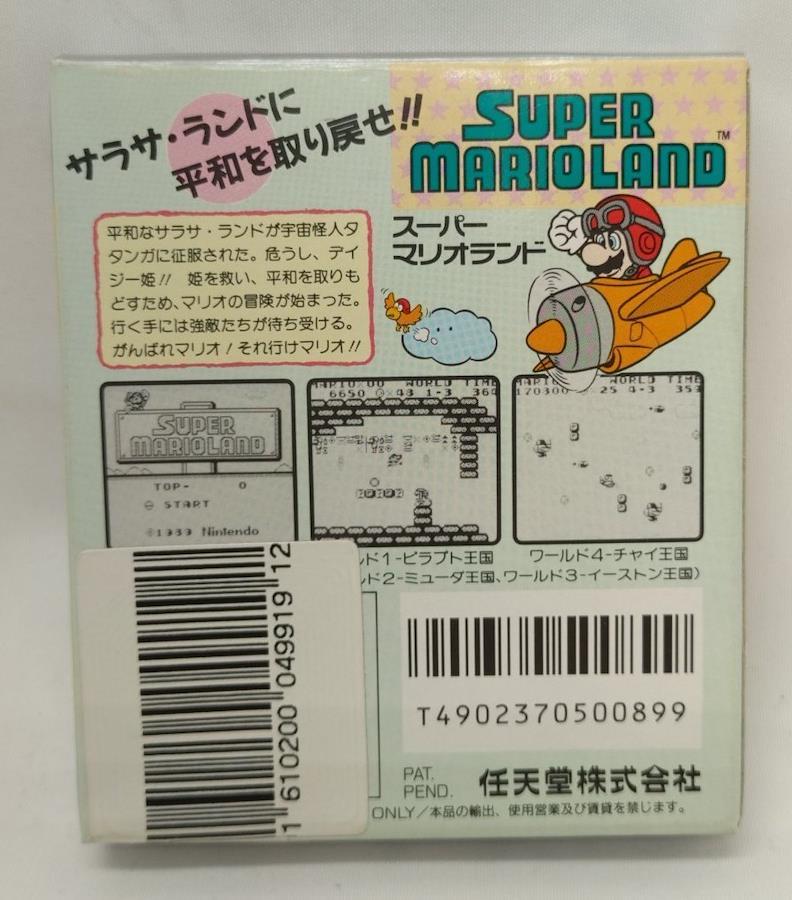 サラサ・ランドに
平和を取り戻せ!!
SUPER
MARIOLAND™
スーパー
マリオランド
平和なサラサ・ランドが宇宙怪人タ
タンガに征服された。危うし、デイ
ジー姫!! 姫を救い、平和を取りも
どすため、マリオの冒険が始まった。
行く手には強敵たちが待ち受ける。
がんばれマリオ！それ行けマリオ!!
SUPER
MARIOLAND
TOP- 0
START
©1989 Nintendo
MARIO×00 WORLD TIME
6650 ×48 1-3 364
WORLD TIME
170300 25 4-3 353
ルド1-ピラプト王国
ワールド4-チャイ王国
ルド2-ミューダ王国、ワールド3-イーストン王国)
1 610200 049919 12
T4902370500899
PAT.
PEND.
任天堂株式会社
ONLY／本品の輸出、使用営業及び賃貸を禁じます。